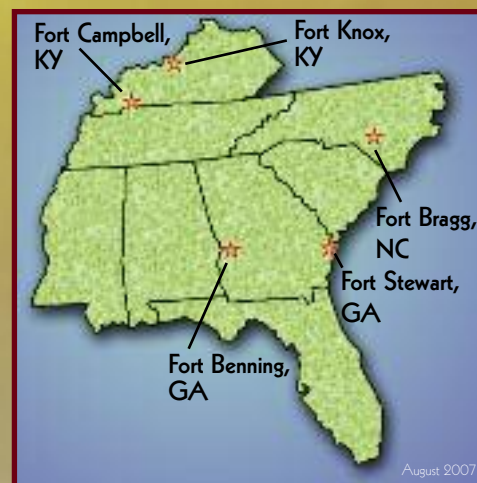 Fort Campbell,
KY
Fort Knox,
KY
Fort Bragg,
NC
Fort Stewart,
GA
Fort Benning,
GA
August 2007